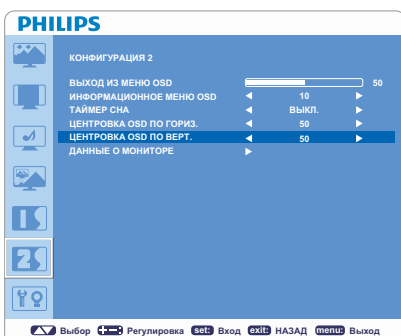 PHILIPS
КОНФИГУРАЦИЯ 2
ВЫХОД ИЗ МЕНЮ OSD 50
ИНФОРМАЦИОННОЕ МЕНЮ OSD 10
ТАЙМЕР СНА ВЫКЛ.
ЦЕНТРОВКА OSD ПО ГОРИЗ. 50
ЦЕНТРОВКА OSD ПО ВЕРТ. 50
ДАННЫЕ О МОНИТОРЕ
Выбор Регулировка set: Вход exit: НАЗАД menu: Выход